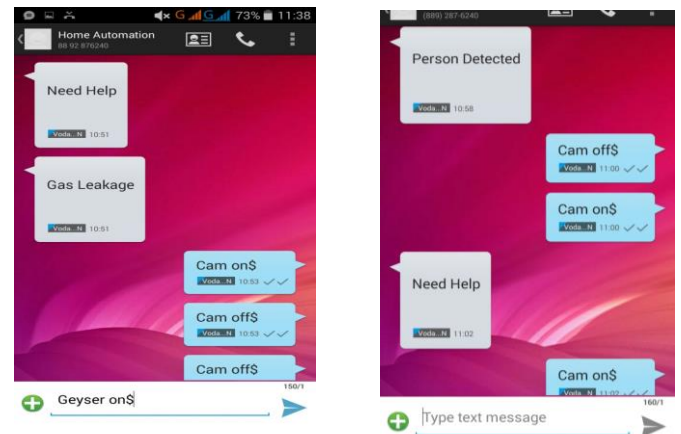 G G 73% 11:38
Home Automation
88 92 876240
Need Help
Voda...N 10:51
Gas Leakage
Voda...N 10:51
Cam on$
Voda...N 10:53
Cam off$
Voda...N 10:53
Cam off$
150/1
Geyser on$
(889) 287-6240
Person Detected
Voda...N 10:58
Cam off$
Voda...N 11:00
Cam on$
Voda...N 11:00
Need Help
Voda...N 11:02
Cam on$
Voda...N 11:02
160/1
Type text message